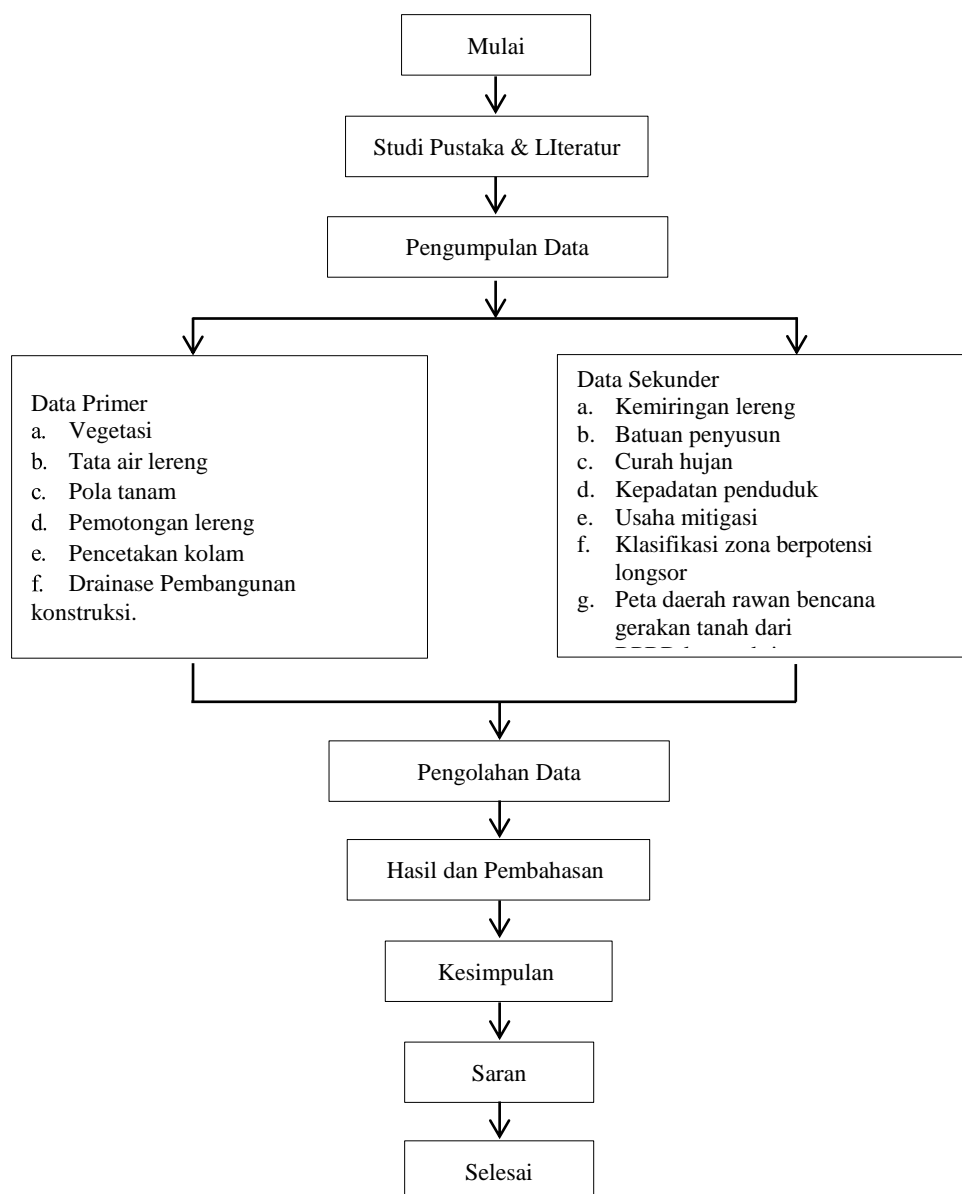 Mulai
Studi Pustaka & LIteratur
Pengumpulan Data
Data Primer
a. Vegetasi
b. Tata air lereng
c. Pola tanam
d. Pemotongan lereng
e. Pencetakan kolam
f. Drainase Pembangunan
konstruksi.
Data Sekunder
a. Kemiringan lereng
b. Batuan penyusun
c. Curah hujan
d. Kepadatan penduduk
e. Usaha mitigasi
f. Klasifikasi zona berpotensi
longsor
g. Peta daerah rawan bencana
gerakan tanah dari
Pengolahan Data
Hasil dan Pembahasan
Kesimpulan
Saran
Selesai